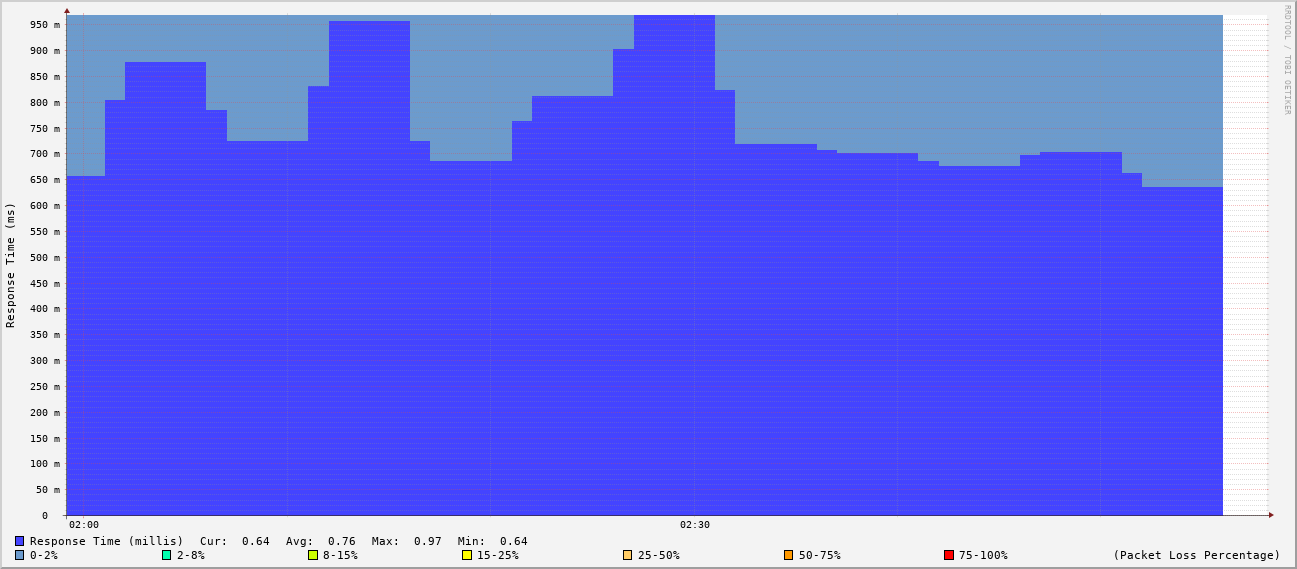 RRDTOOL / TOBI OETIKER
Response Time (ms)
950 m
900 m
850 m
800 m
750 m
700 m
650 m
600 m
550 m
500 m
450 m
400 m
350 m
300 m
250 m
200 m
150 m
100 m
50 m
0
02:00 02:30
Response Time (millis) Cur: 0.64 Avg: 0.76 Max: 0.97 Min: 0.64
0-2% 2-8% 8-15% 15-25% 25-50% 50-75% 75-100% (Packet Loss Percentage)